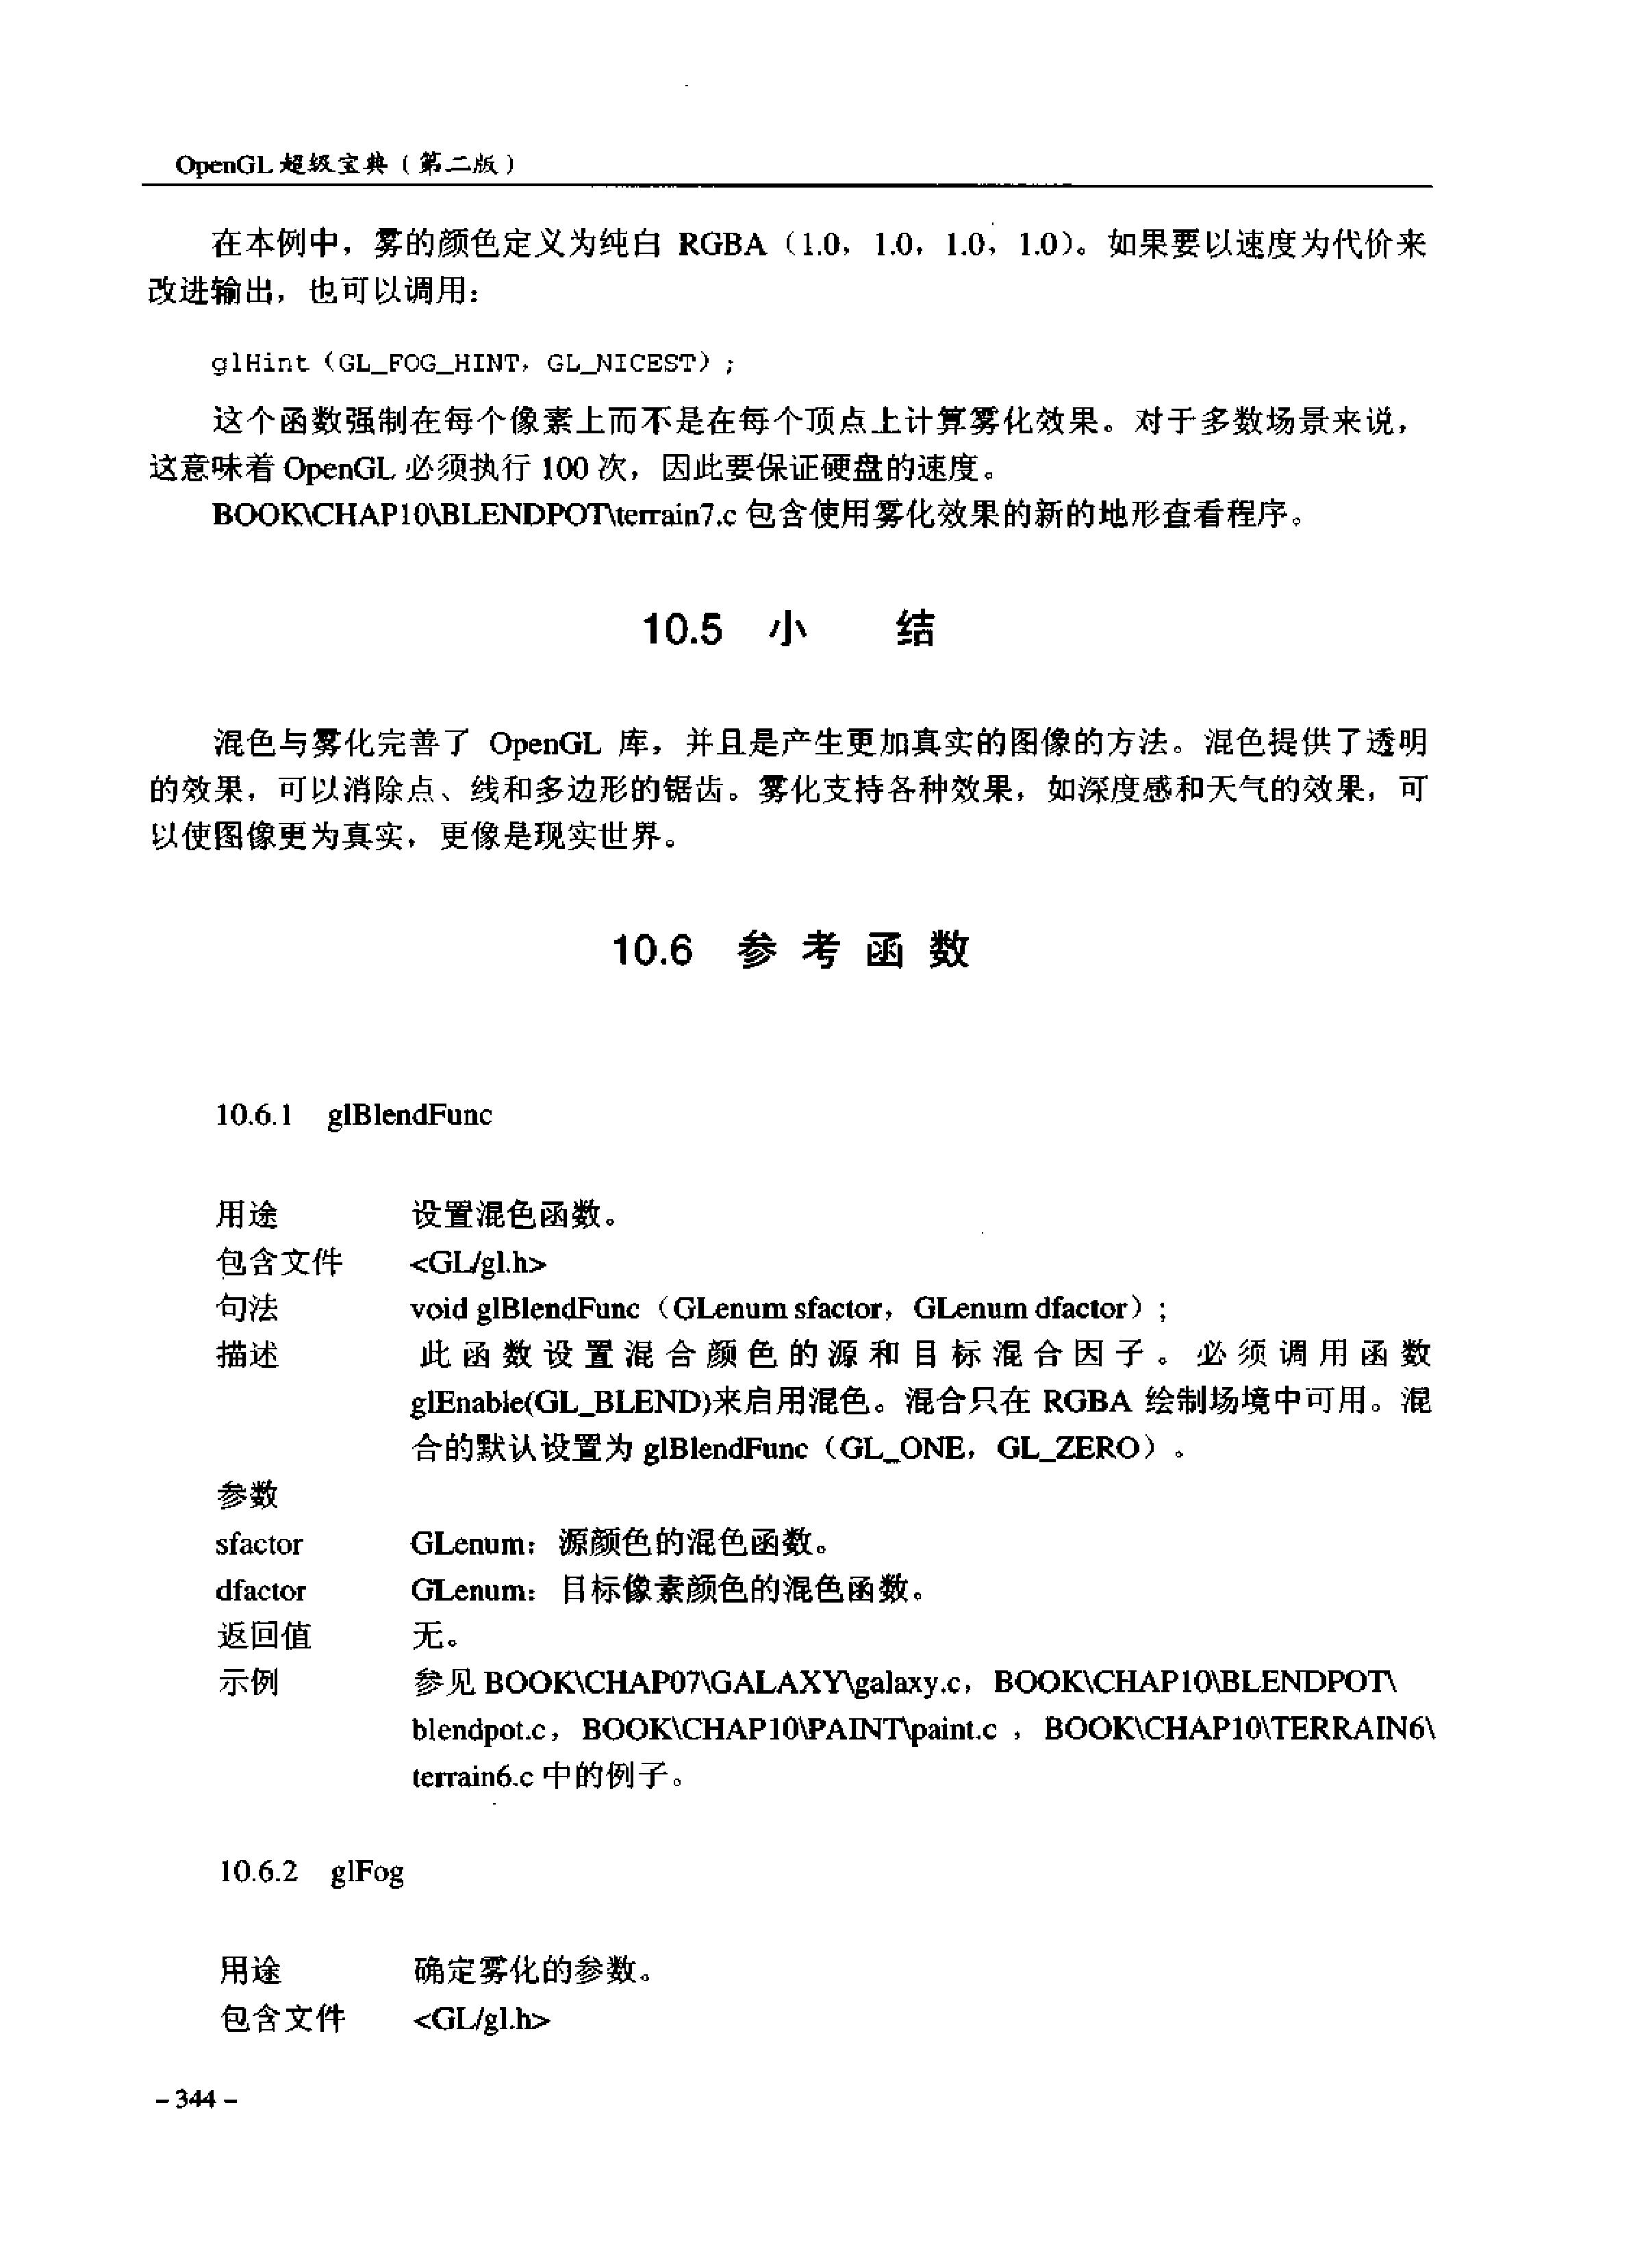 OpenGL 超级宝典（第二版）
在本例中，雾的颜色定义为纯白 RGBA（1.0，1.0，1.0，1.0）。如果要以速度为代价来
改进输出，也可以调用：
glHint（GL_FOG_HINT，GL_NICEST）;
这个函数强制在每个像素上而不是在每个顶点上计算雾化效果。对于多数场景来说，
这意味着 OpenGL 必须执行 100 次，因此要保证硬盘的速度。
BOOK\CHAP10\BLENDPOT\terrain7.c 包含使用雾化效果的新的地形查看程序。
10.5 小 结
混色与雾化完善了 OpenGL 库，并且是产生更加真实的图像的方法。混色提供了透明
的效果，可以消除点、线和多边形的锯齿。雾化支持各种效果，如深度感和天气的效果，可
以使图像更为真实，更像是现实世界。
10.6 参 考 函 数
10.6.1 glBlendFunc
用途 设置混色函数。
包含文件 <GL/gl.h>
句法 void glBlendFunc（GLenum sfactor，GLenum dfactor）;
描述 此函数设置混合颜色的源和目标混合因子。必须调用函数
glEnable(GL_BLEND)来启用混色。混合只在 RGBA 绘制场境中可用。混
合的默认设置为 glBlendFunc（GL_ONE，GL_ZERO）。
参数
sfactor GLenum：源颜色的混色函数。
dfactor GLenum：目标像素颜色的混色函数。
返回值 无。
示例 参见 BOOK\CHAP07\GALAXY\galaxy.c，BOOK\CHAP10\BLENDPOT\
blendpot.c，BOOK\CHAP10\PAINT\paint.c ，BOOK\CHAP10\TERRAIN6\
terrain6.c 中的例子。
10.6.2 glFog
用途 确定雾化的参数。
包含文件 <GL/gl.h>
－344－